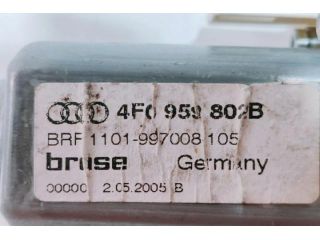 4F0 959 802B
BRF 1101-997008 105
brose Germany
00000 2.05.2005 B